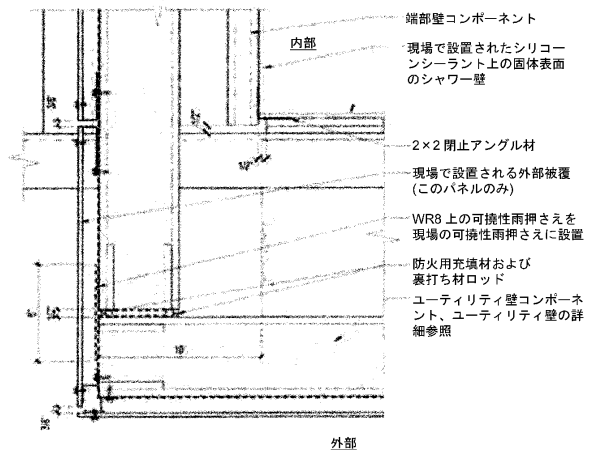 端部壁コンポーネント
内部
現場で設置されたシリコー
ンシーラント上の固体表面
のシャワー壁
2×2 閉止アングル材
現場で設置される外部被覆
(このパネルのみ)
WR8 上の可撓性雨押さえを
現場の可撓性雨押さえに設置
防火用充填材および
裏打ち材ロッド
ユーティリティ壁コンポーネ
ント、ユーティリティ壁の詳
細参照
外部